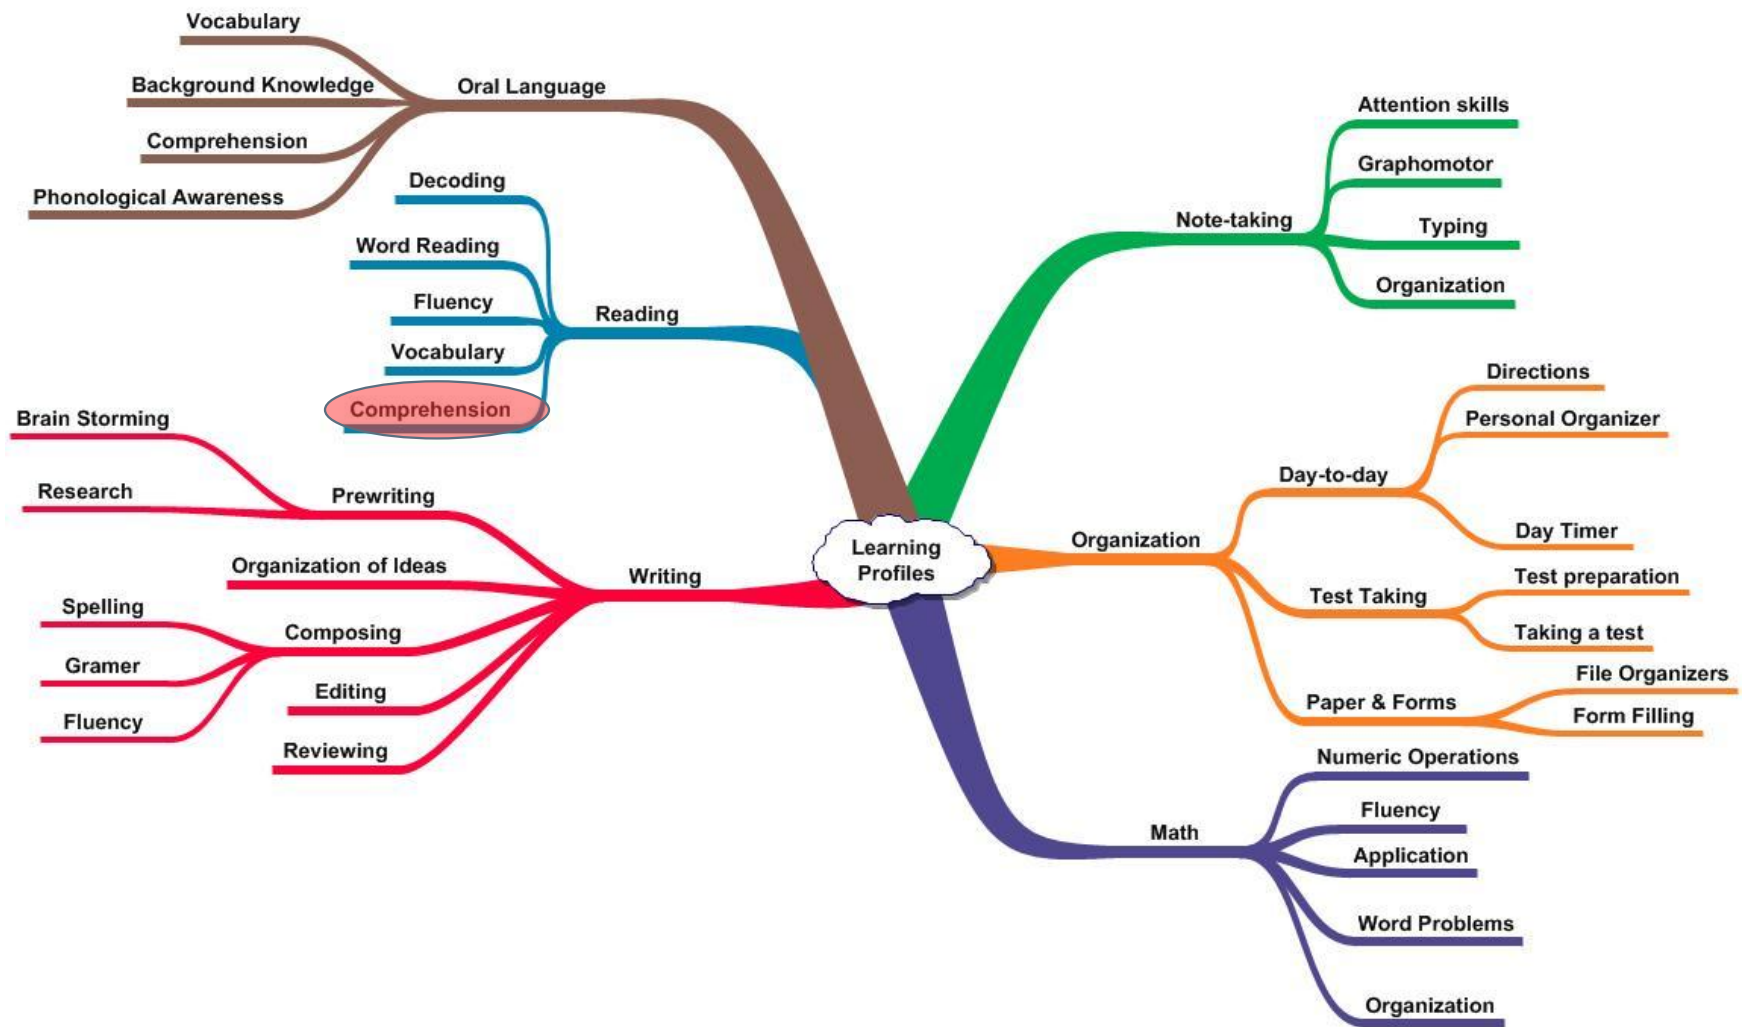 Vocabulary
Background Knowledge
Comprehension
Phonological Awareness
Oral Language
Decoding
Word Reading
Fluency
Vocabulary
Comprehension
Reading
Brain Storming
Research
Prewriting
Organization of Ideas
Spelling
Gramer
Fluency
Composing
Editing
Reviewing
Writing
Learning
Profiles
Note-taking
Attention skills
Graphomotor
Typing
Organization
Organization
Day-to-day
Directions
Personal Organizer
Day Timer
Test Taking
Test preparation
Taking a test
Paper & Forms
File Organizers
Form Filling
Math
Numeric Operations
Fluency
Application
Word Problems
Organization